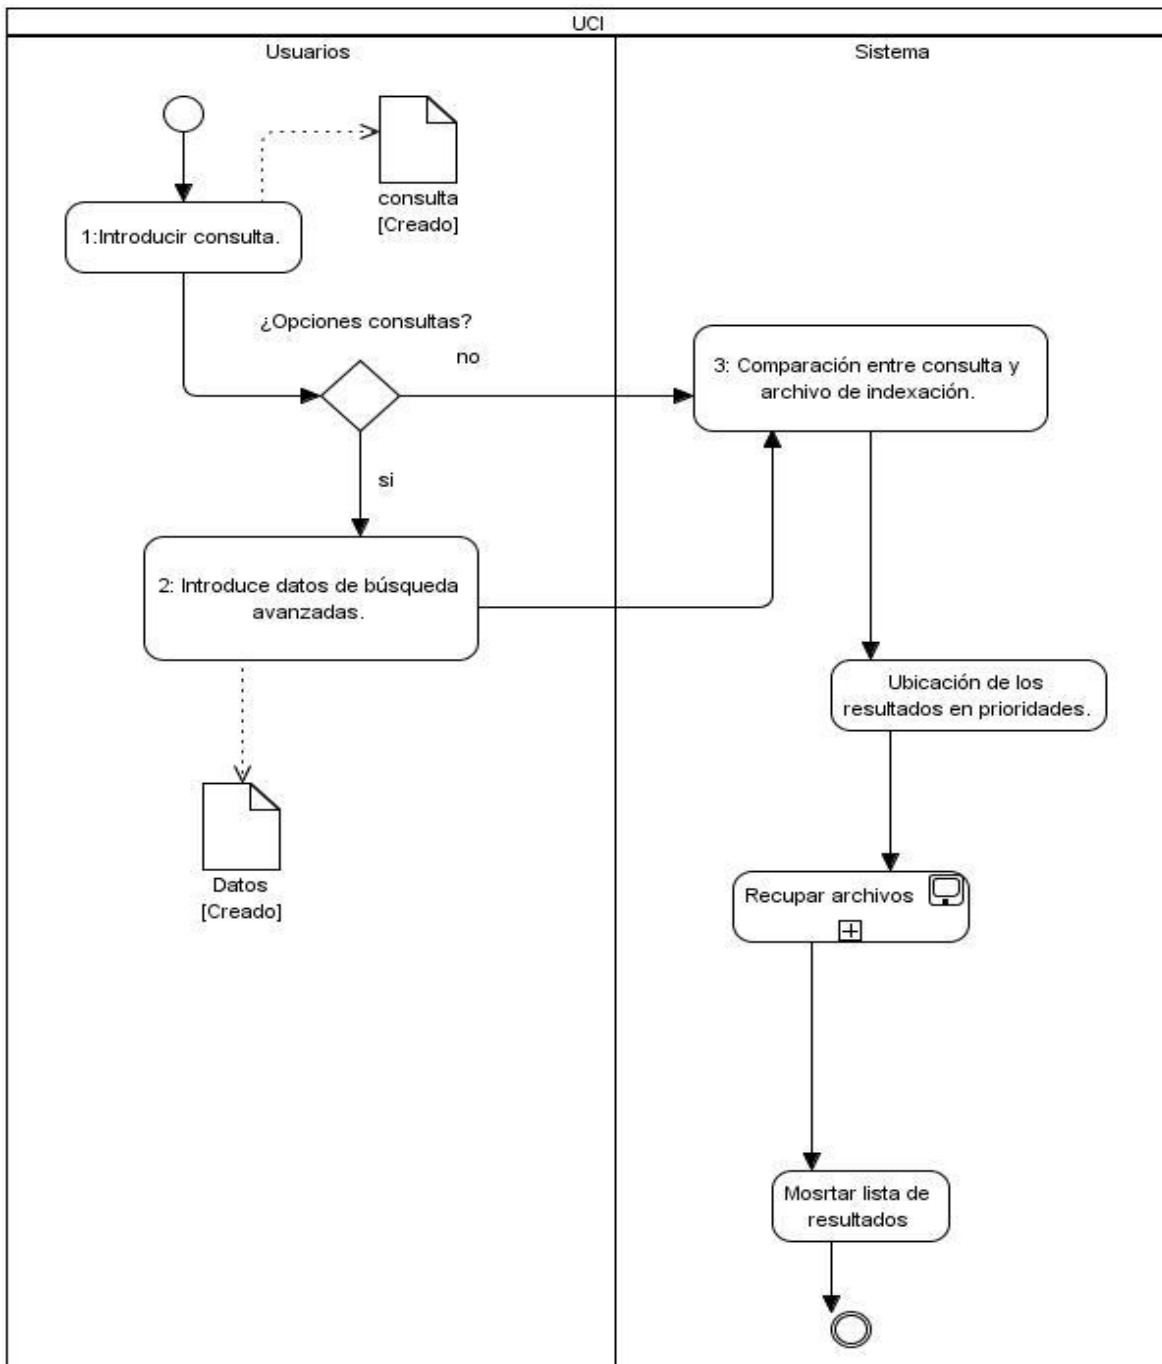 UCI
Usuarios
Sistema
consulta
[Creado]
1:Introducir consulta.
¿Opciones consultas?
no
3: Comparación entre consulta y
archivo de indexación.
si
2: Introduce datos de búsqueda
avanzadas.
Ubicación de los
resultados en prioridades.
Datos
[Creado]
Recupar archivos
Mosrtar lista de
resultados